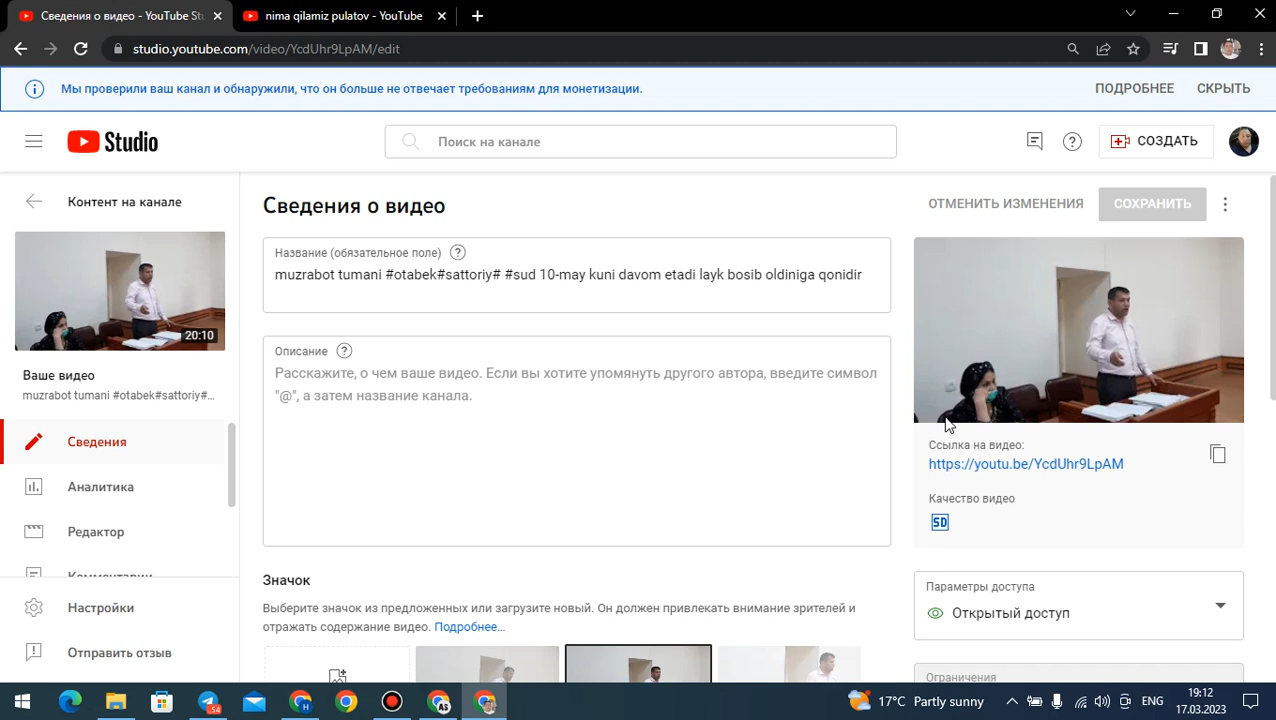 Сведения о видео - YouTube St
nima qilamiz pulatov - YouTube
studio.youtube.com/video/YcdUhr9LpAM/edit
Мы проверили ваш канал и обнаружили, что он больше не отвечает требованиям для монетизации.
ПОДРОБНЕЕ
СКРЫТЬ
Studio
Поиск на канале
СОЗДАТЬ
Контент на канале
20:10
Ваше видео
muzrabot tumani #otabek#sattoriy#...
Сведения
Аналитика
Редактор
Комментарии
Настройки
Отправить отзыв
Сведения о видео
ОТМЕНИТЬ ИЗМЕНЕНИЯ
СОХРАНИТЬ
Название (обязательное поле)
muzrabot tumani #otabek#sattoriy# #sud 10-may kuni davom etadi layk bosib oldiniga qonidir
Описание
Расскажите, о чем ваше видео. Если вы хотите упомянуть другого автора, введите символ
"@", а затем название канала.
Значок
Выберите значок из предложенных или загрузите новый. Он должен привлекать внимание зрителей и
отражать содержание видео. Подробнее...
Ссылка на видео:
https://youtu.be/YcdUhr9LpAM
Качество видео
SD
Параметры доступа
Открытый доступ
Ограничения
54
H
AS
17°C Partly sunny
ENG
19:12
17.03.2023